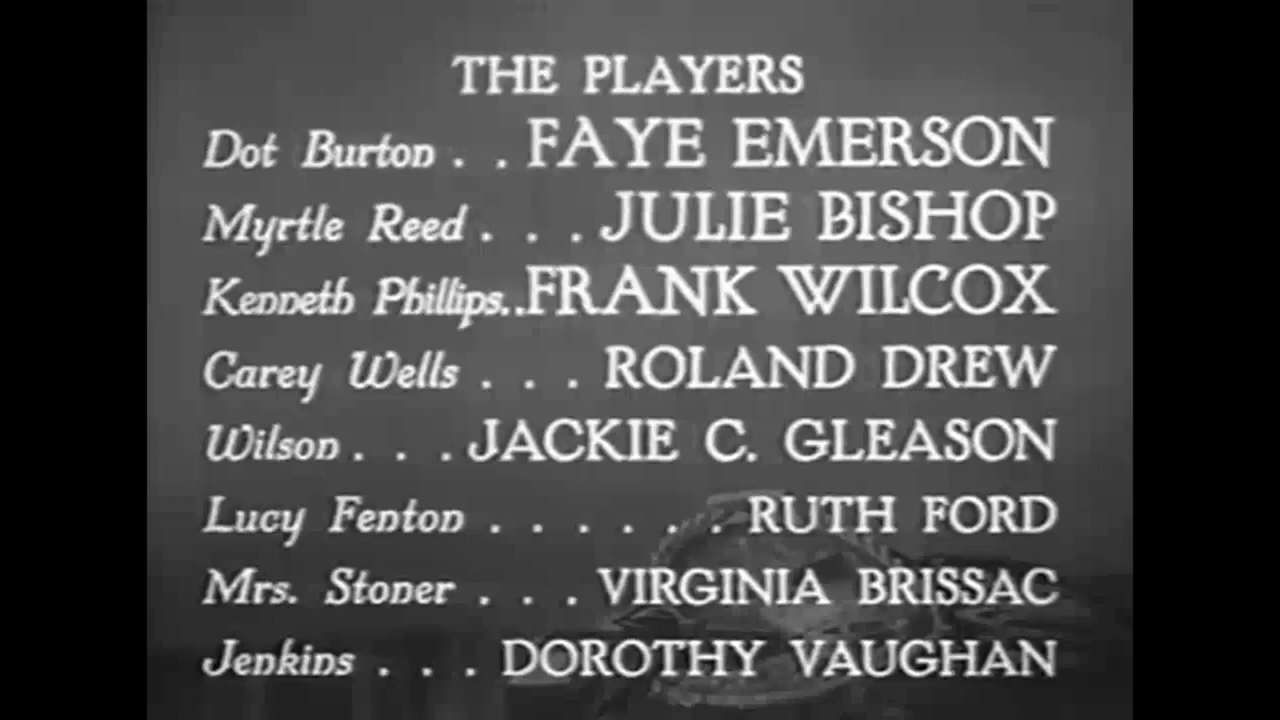 THE PLAYERS
Dot Burton . . FAYE EMERSON
Myrtle Reed . . . JULIE BISHOP
Kenneth Phillips..FRANK WILCOX
Carey Wells . . . ROLAND DREW
Wilson . . . JACKIE C. GLEASON
Lucy Fenton . . . . . . RUTH FORD
Mrs. Stoner . . . VIRGINIA BRISSAC
Jenkins . . . DOROTHY VAUGHAN